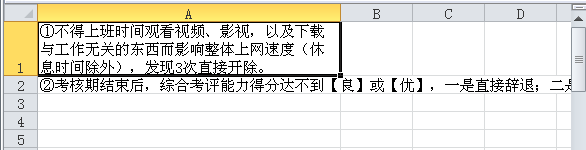 A B C D
1 ①不得上班时间观看视频、影视，以及下载
与工作无关的东西而影响整体上网速度（休
息时间除外），发现3次直接开除。
2 ②考核期结束后，综合考评能力得分达不到【良】或【优】，一是直接辞退；二是
3
4
5